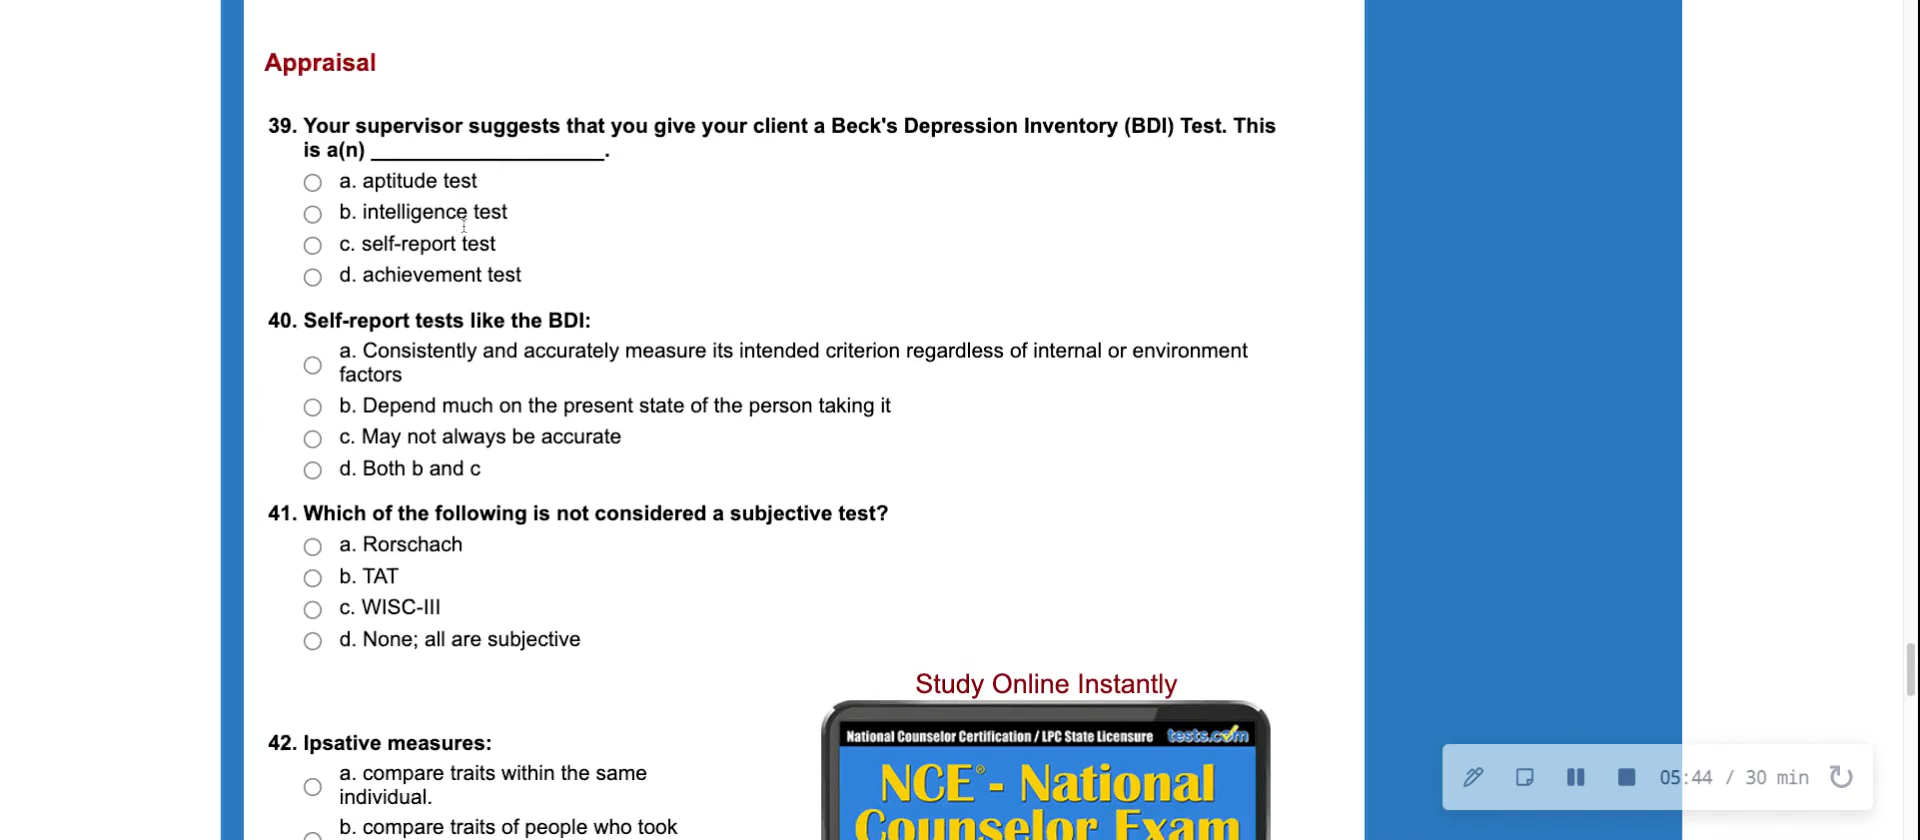 Appraisal
39. Your supervisor suggests that you give your client a Beck's Depression Inventory (BDI) Test. This
is a(n) _____________________.
a. aptitude test
b. intelligence test
c. self-report test
d. achievement test
40. Self-report tests like the BDI:
a. Consistently and accurately measure its intended criterion regardless of internal or environment
factors
b. Depend much on the present state of the person taking it
c. May not always be accurate
d. Both b and c
41. Which of the following is not considered a subjective test?
a. Rorschach
b. TAT
c. WISC-III
d. None; all are subjective
Study Online Instantly
42. Ipsative measures:
a. compare traits within the same
individual.
b. compare traits of people who took
National Counselor Certification / LPC State Licensure tests.com
NCE® - National
Counselor Exam
05:44 / 30 min